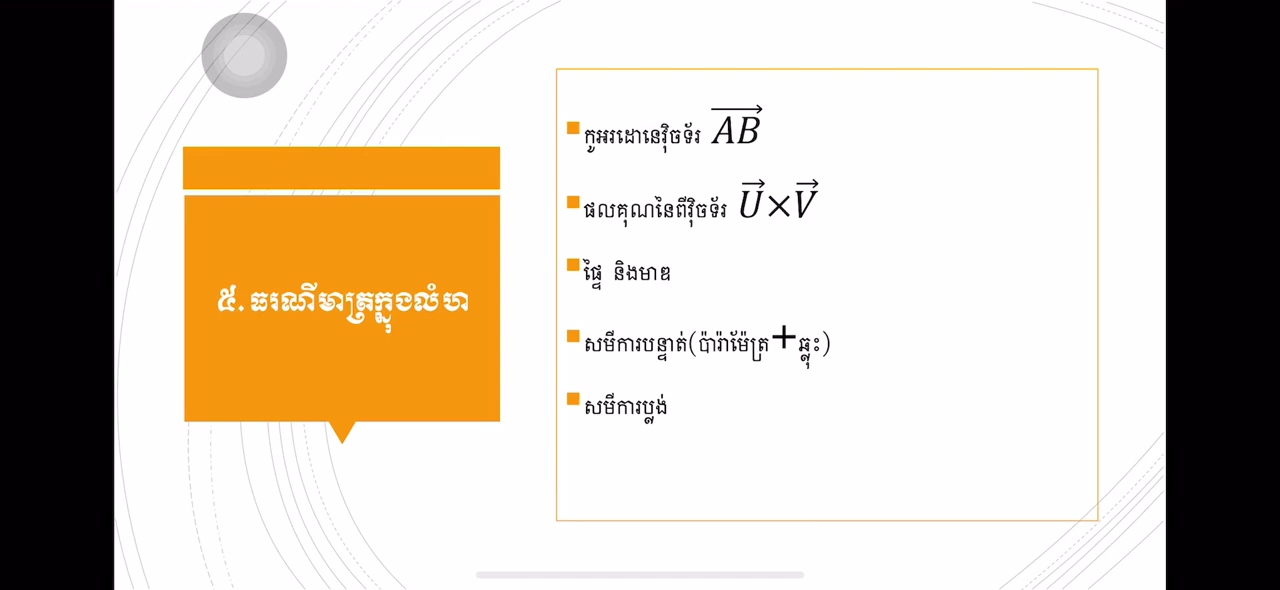 ៥. ធរណីមាត្រក្នុងលំហ
កូអរដោនេវ៉ិចទ័រ $\overrightarrow{AB}$
ផលគុណនៃពីវ៉ិចទ័រ $\overrightarrow{U}×\overrightarrow{V}$
ផ្ទៃ និងមាឌ
សមីការបន្ទាត់(ប៉ារ៉ាម៉ែត្រ+ឆ្លុះ)
សមីការប្លង់